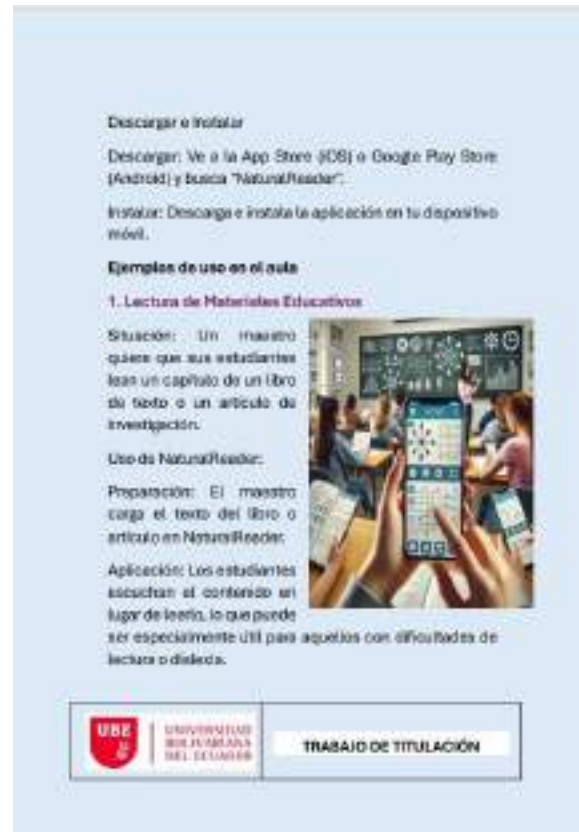 Descargar e Instalar
Descargar: Ve a la App Store (iOS) o Google Play Store
(Android) y busca "NaturalReader".
Instalar: Descarga e instala la aplicación en tu dispositivo
móvil.
Ejemplos de uso en el aula
1. Lectura de Materiales Educativos
Situación: Un maestro
quiere que sus estudiantes
lean un capítulo de un libro
de texto o un artículo de
investigación.
Uso de NaturalReader:
Preparación: El maestro
carga el texto del libro o
artículo en NaturalReader.
Aplicación: Los estudiantes
escuchan el contenido en
lugar de leerlo, lo que puede
ser especialmente útil para aquellos con dificultades de
lectura o dislexia.
UBE
UNIVERSIDAD
BOLIVARIANA
DEL ECUADOR
TRABAJO DE TITULACIÓN